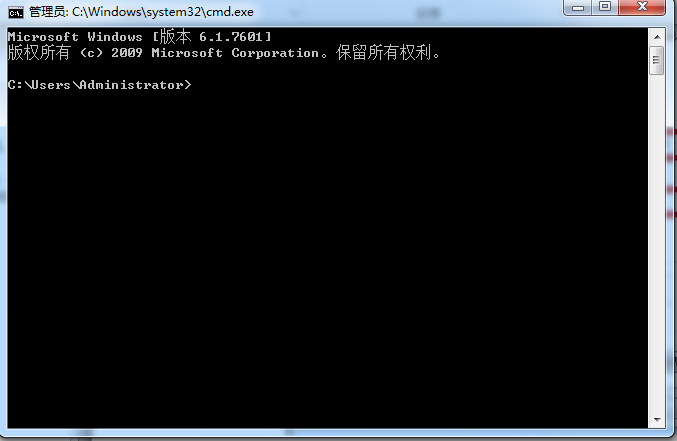 管理员: C:\Windows\system32\cmd.exe
Microsoft Windows [版本 6.1.7601]
版权所有 (c) 2009 Microsoft Corporation。保留所有权利。
C:\Users\Administrator>